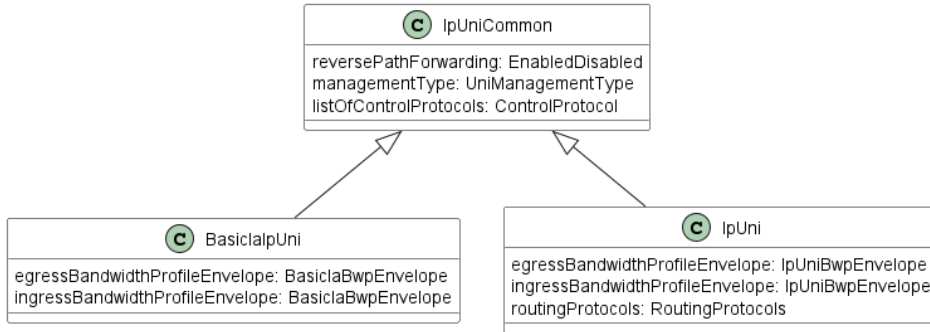 C IpUniCommon
reversePathForwarding: EnabledDisabled
managementType: UniManagementType
listOfControlProtocols: ControlProtocol
C BasicIaIpUni
egressBandwidthProfileEnvelope: BasicIaBwpEnvelope
ingressBandwidthProfileEnvelope: BasicIaBwpEnvelope
C IpUni
egressBandwidthProfileEnvelope: IpUniBwpEnvelope
ingressBandwidthProfileEnvelope: IpUniBwpEnvelope
routingProtocols: RoutingProtocols